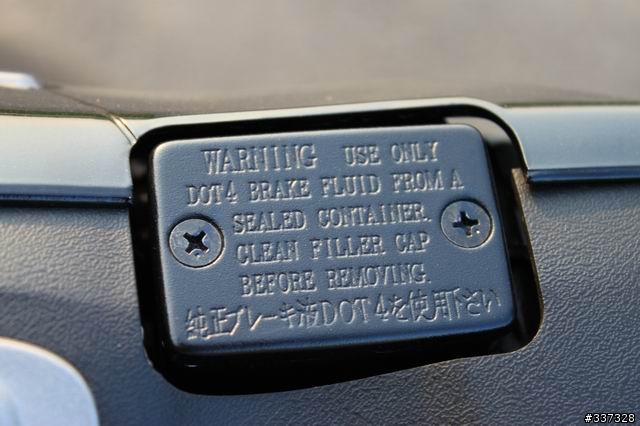 WARNING USE ONLY
DOT4 BRAKE FLUID FROM A
SEALED CONTAINER.
CLEAN FILLER CAP
BEFORE REMOVING.
純正ブレーキ液DOT4を使用下さい
#337328